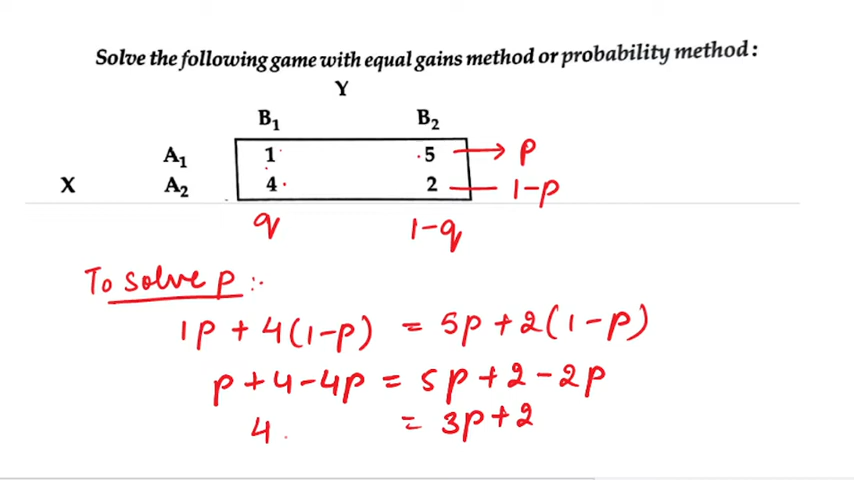 Solve the following game with equal gains method or probability method :
Y
B₁ B₂
A₁ 1 5 → p
X A₂ 4 2 — 1-p
q 1-q
To solve p :-
1p + 4(1-p) = 5p + 2(1-p)
p + 4 - 4p = 5p + 2 - 2p
4 = 3p + 2